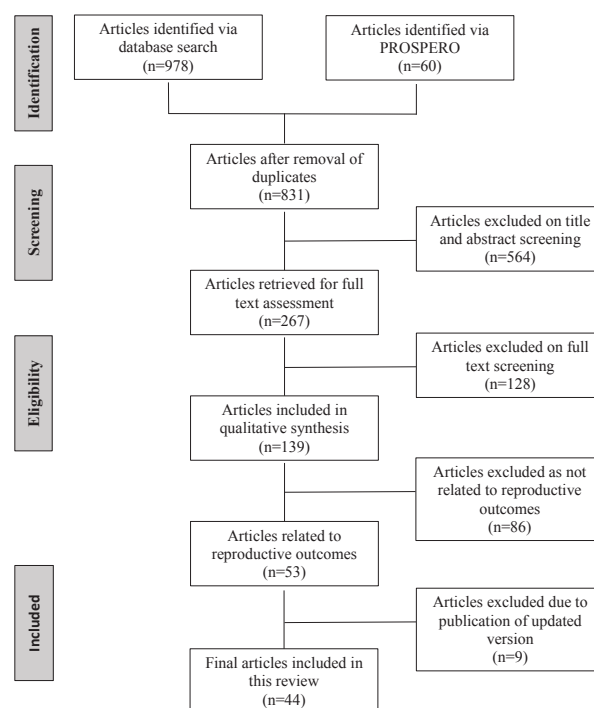 Identification
Articles identified via
database search
(n=978)
Articles identified via
PROSPERO
(n=60)
Screening
Articles after removal of
duplicates
(n=831)
Articles excluded on title
and abstract screening
(n=564)
Articles retrieved for full
text assessment
(n=267)
Eligibility
Articles excluded on full
text screening
(n=128)
Articles included in
qualitative synthesis
(n=139)
Articles excluded as not
related to reproductive
outcomes
(n=86)
Articles related to
reproductive outcomes
(n=53)
Included
Articles excluded due to
publication of updated
version
(n=9)
Final articles included in
this review
(n=44)